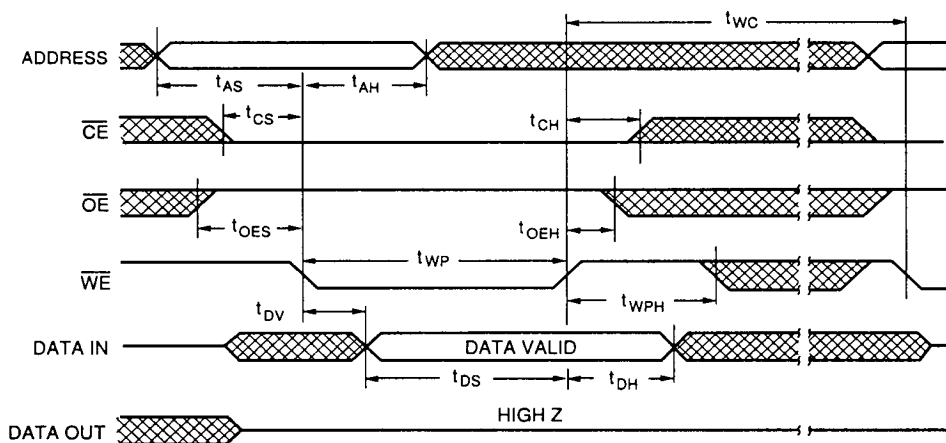 tWC
ADDRESS
tAS tAH
tCS tCH
CE
OE
tOES tOEH
tWP
WE
tDV tWPH
DATA IN DATA VALID
tDS tDH
HIGH Z
DATA OUT